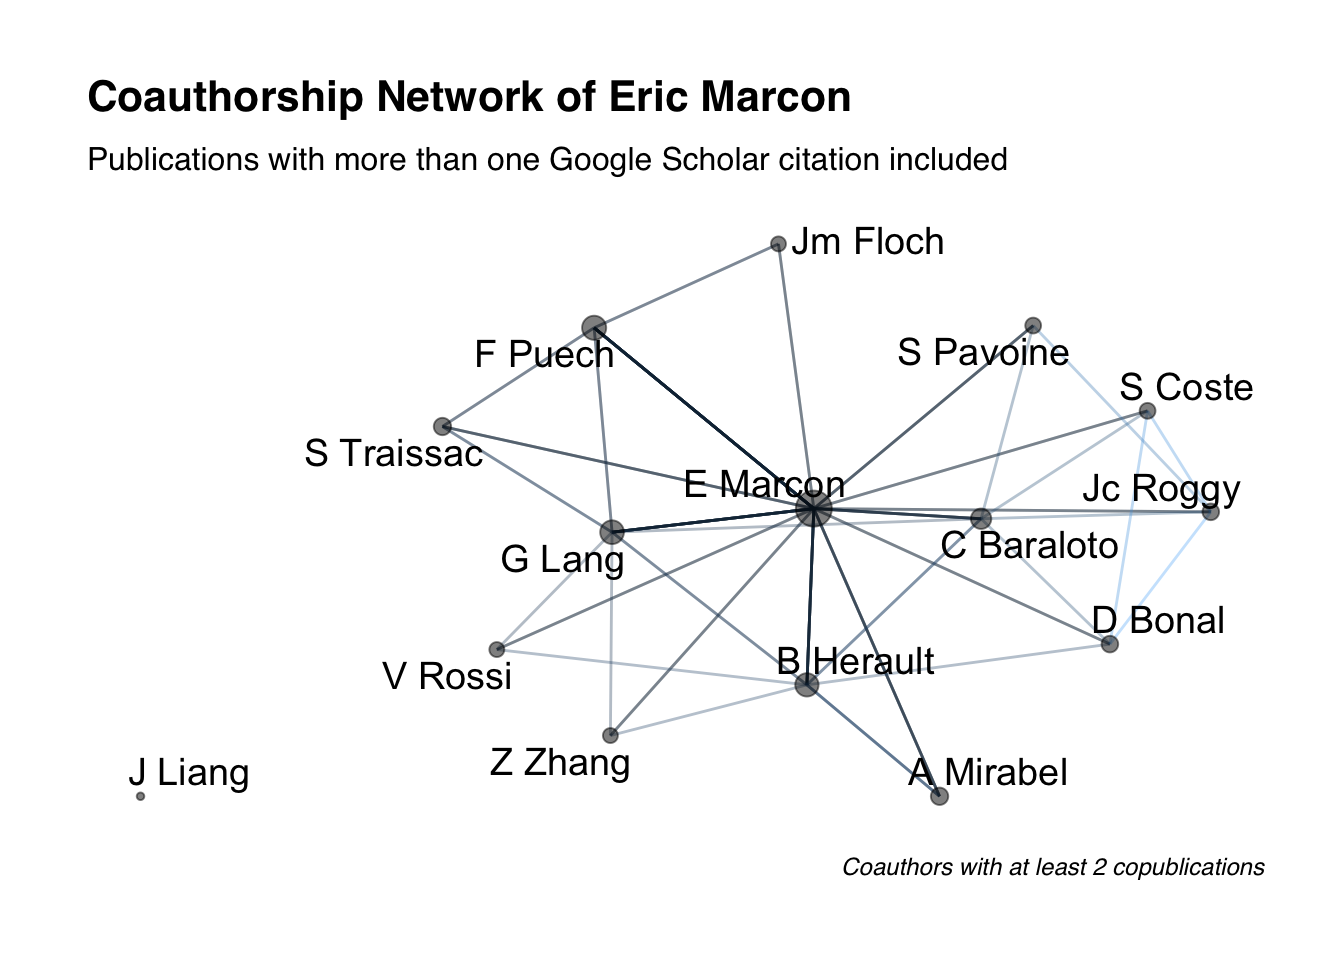 Coauthorship Network of Eric Marcon
Publications with more than one Google Scholar citation included
Jm Floch
F Puech
S Pavoine
S Coste
S Traissac
E Marcon
Jc Roggy
G Lang
C Baraloto
D Bonal
V Rossi
B Herault
Z Zhang
J Liang
A Mirabel
Coauthors with at least 2 copublications